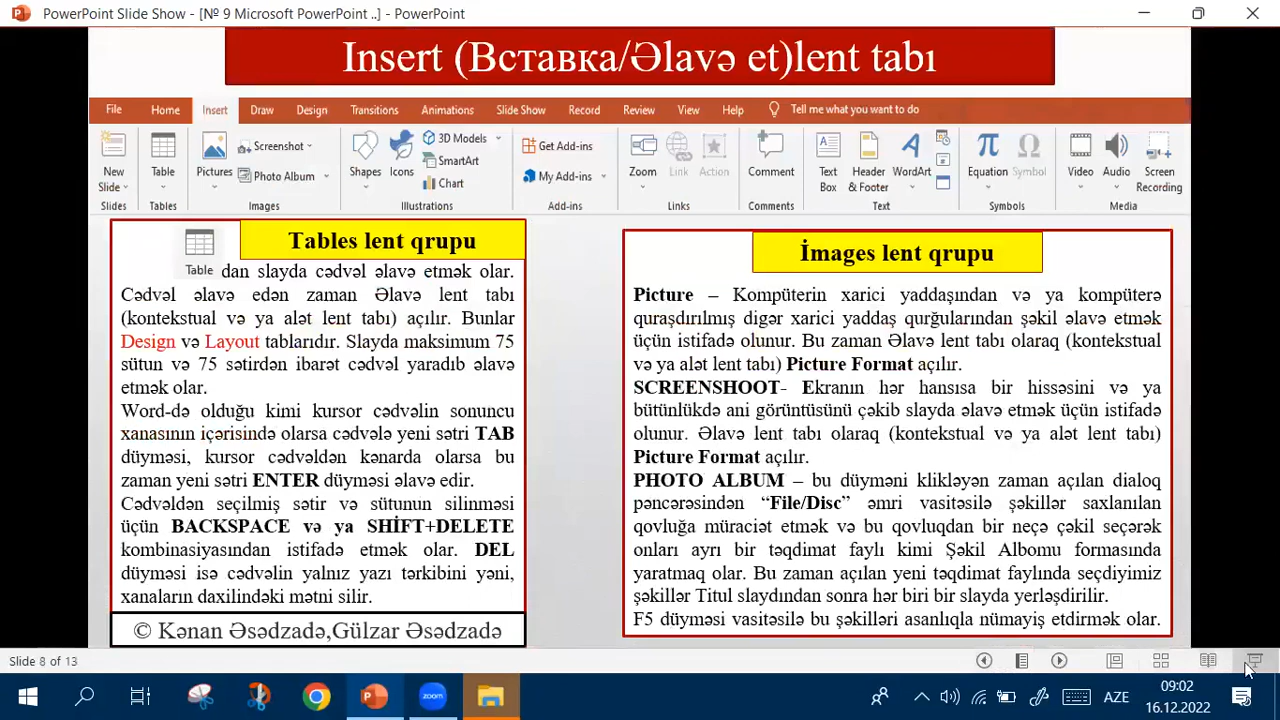 PowerPoint Slide Show - [№ 9 Microsoft PowerPoint ..] - PowerPoint
Insert (Вставка/Əlavə et)lent tabı
File Home Insert Draw Design Transitions Animations Slide Show Record Review View Help Tell me what you want to do
New Slide
Table
Pictures
Screenshot
Photo Album
Shapes
Icons
3D Models
SmartArt
Chart
Get Add-ins
My Add-ins
Zoom
Link
Action
Comment
Text Box
Header & Footer
WordArt
Equation
Symbol
Video
Audio
Screen Recording
Slides Tables Images Illustrations Add-ins Links Comments Text Symbols Media
Tables lent qrupu
Table
dan slayda cədvəl əlavə etmək olar.
Cədvəl əlavə edən zaman Əlavə lent tabı
(kontekstual və ya alət lent tabı) açılır. Bunlar
Design və Layout tablarıdır. Slayda maksimum 75
sütun və 75 sətirdən ibarət cədvəl yaradıb əlavə
etmək olar.
Word-də olduğu kimi kursor cədvəlin sonuncu
xanasının içərisində olarsa cədvələ yeni sətri TAB
düyməsi, kursor cədvəldən kənarda olarsa bu
zaman yeni sətri ENTER düyməsi əlavə edir.
Cədvəldən seçilmiş sətir və sütunun silinməsi
üçün BACKSPACE və ya SHİFT+DELETE
kombinasiyasından istifadə etmək olar. DEL
düyməsi isə cədvəlin yalnız yazı tərkibini yəni,
xanaların daxilindəki mətni silir.
© Kənan Əsədzadə,Gülzar Əsədzadə
İmages lent qrupu
Picture – Kompüterin xarici yaddaşından və ya kompüterə
quraşdırılmış digər xarici yaddaş qurğularından şəkil əlavə etmək
üçün istifadə olunur. Bu zaman Əlavə lent tabı olaraq (kontekstual
və ya alət lent tabı) Picture Format açılır.
SCREENSHOOT- Ekranın hər hansısa bir hissəsini və ya
bütünlükdə ani görüntüsünü çəkib slayda əlavə etmək üçün istifadə
olunur. Əlavə lent tabı olaraq (kontekstual və ya alət lent tabı)
Picture Format açılır.
PHOTO ALBUM – bu düyməni klikləyən zaman açılan dialoq
pəncərəsindən “File/Disc” əmri vasitəsilə şəkillər saxlanılan
qovluğa müraciət etmək və bu qovluqdan bir neçə çəkil seçərək
onları ayrı bir təqdimat faylı kimi Şəkil Albomu formasında
yaratmaq olar. Bu zaman açılan yeni təqdimat faylında seçdiyimiz
şəkillər Titul slaydından sonra hər biri bir slayda yerləşdirilir.
F5 düyməsi vasitəsilə bu şəkilləri asanlıqla nümayiş etdirmək olar.
Slide 8 of 13
zoom
AZE
09:02
16.12.2022